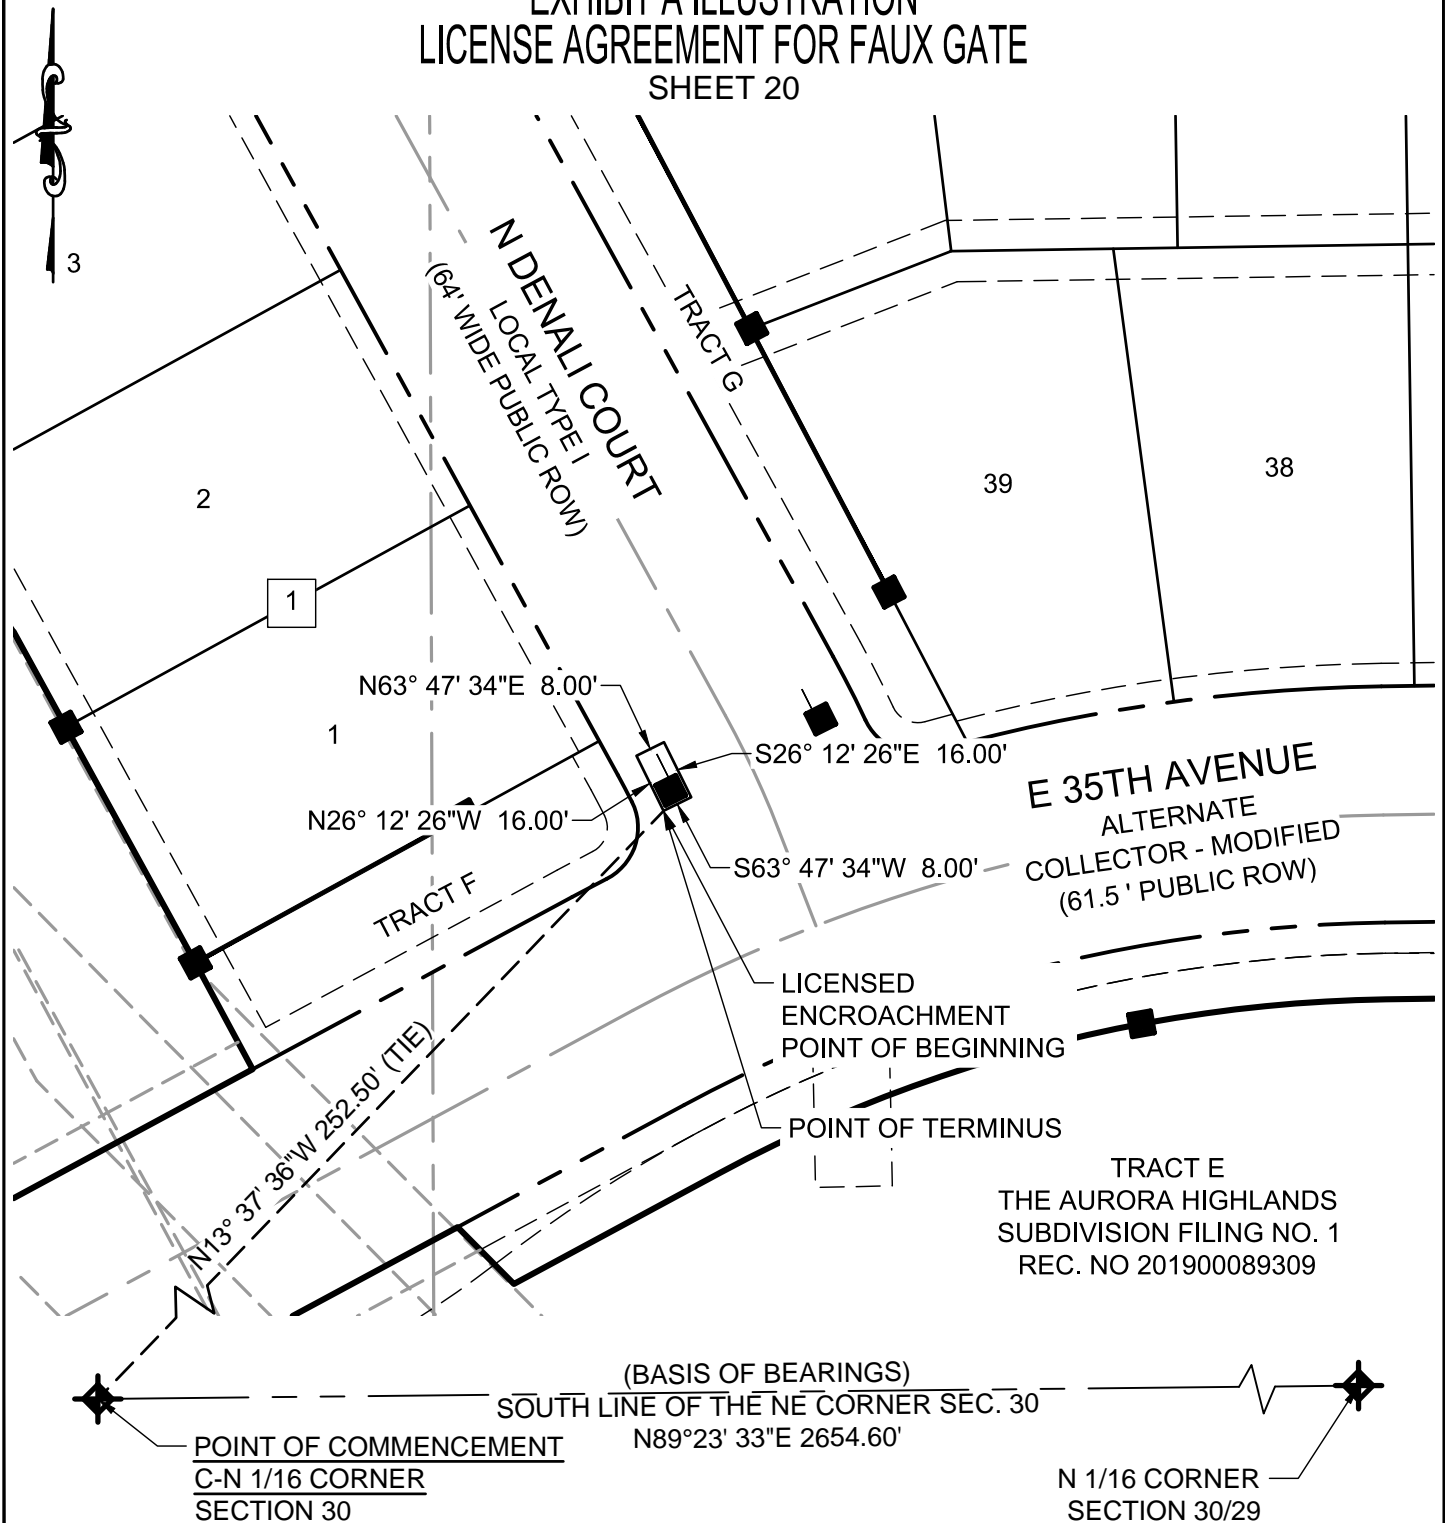 EXHIBIT A ILLUSTRATION
LICENSE AGREEMENT FOR FAUX GATE
SHEET 20
3
N DENALI COURT
LOCAL TYPE I
(64' WIDE PUBLIC ROW)
TRACT G
2
39
38
1
N63° 47' 34"E 8.00'
1
S26° 12' 26"E 16.00'
N26° 12' 26"W 16.00'
S63° 47' 34"W 8.00'
E 35TH AVENUE
ALTERNATE
COLLECTOR - MODIFIED
(61.5 ' PUBLIC ROW)
TRACT F
LICENSED
ENCROACHMENT
POINT OF BEGINNING
POINT OF TERMINUS
N13° 37' 36"W 252.50' (TIE)
TRACT E
THE AURORA HIGHLANDS
SUBDIVISION FILING NO. 1
REC. NO 201900089309
(BASIS OF BEARINGS)
SOUTH LINE OF THE NE CORNER SEC. 30
N89°23' 33"E 2654.60'
POINT OF COMMENCEMENT
C-N 1/16 CORNER
SECTION 30
N 1/16 CORNER
SECTION 30/29